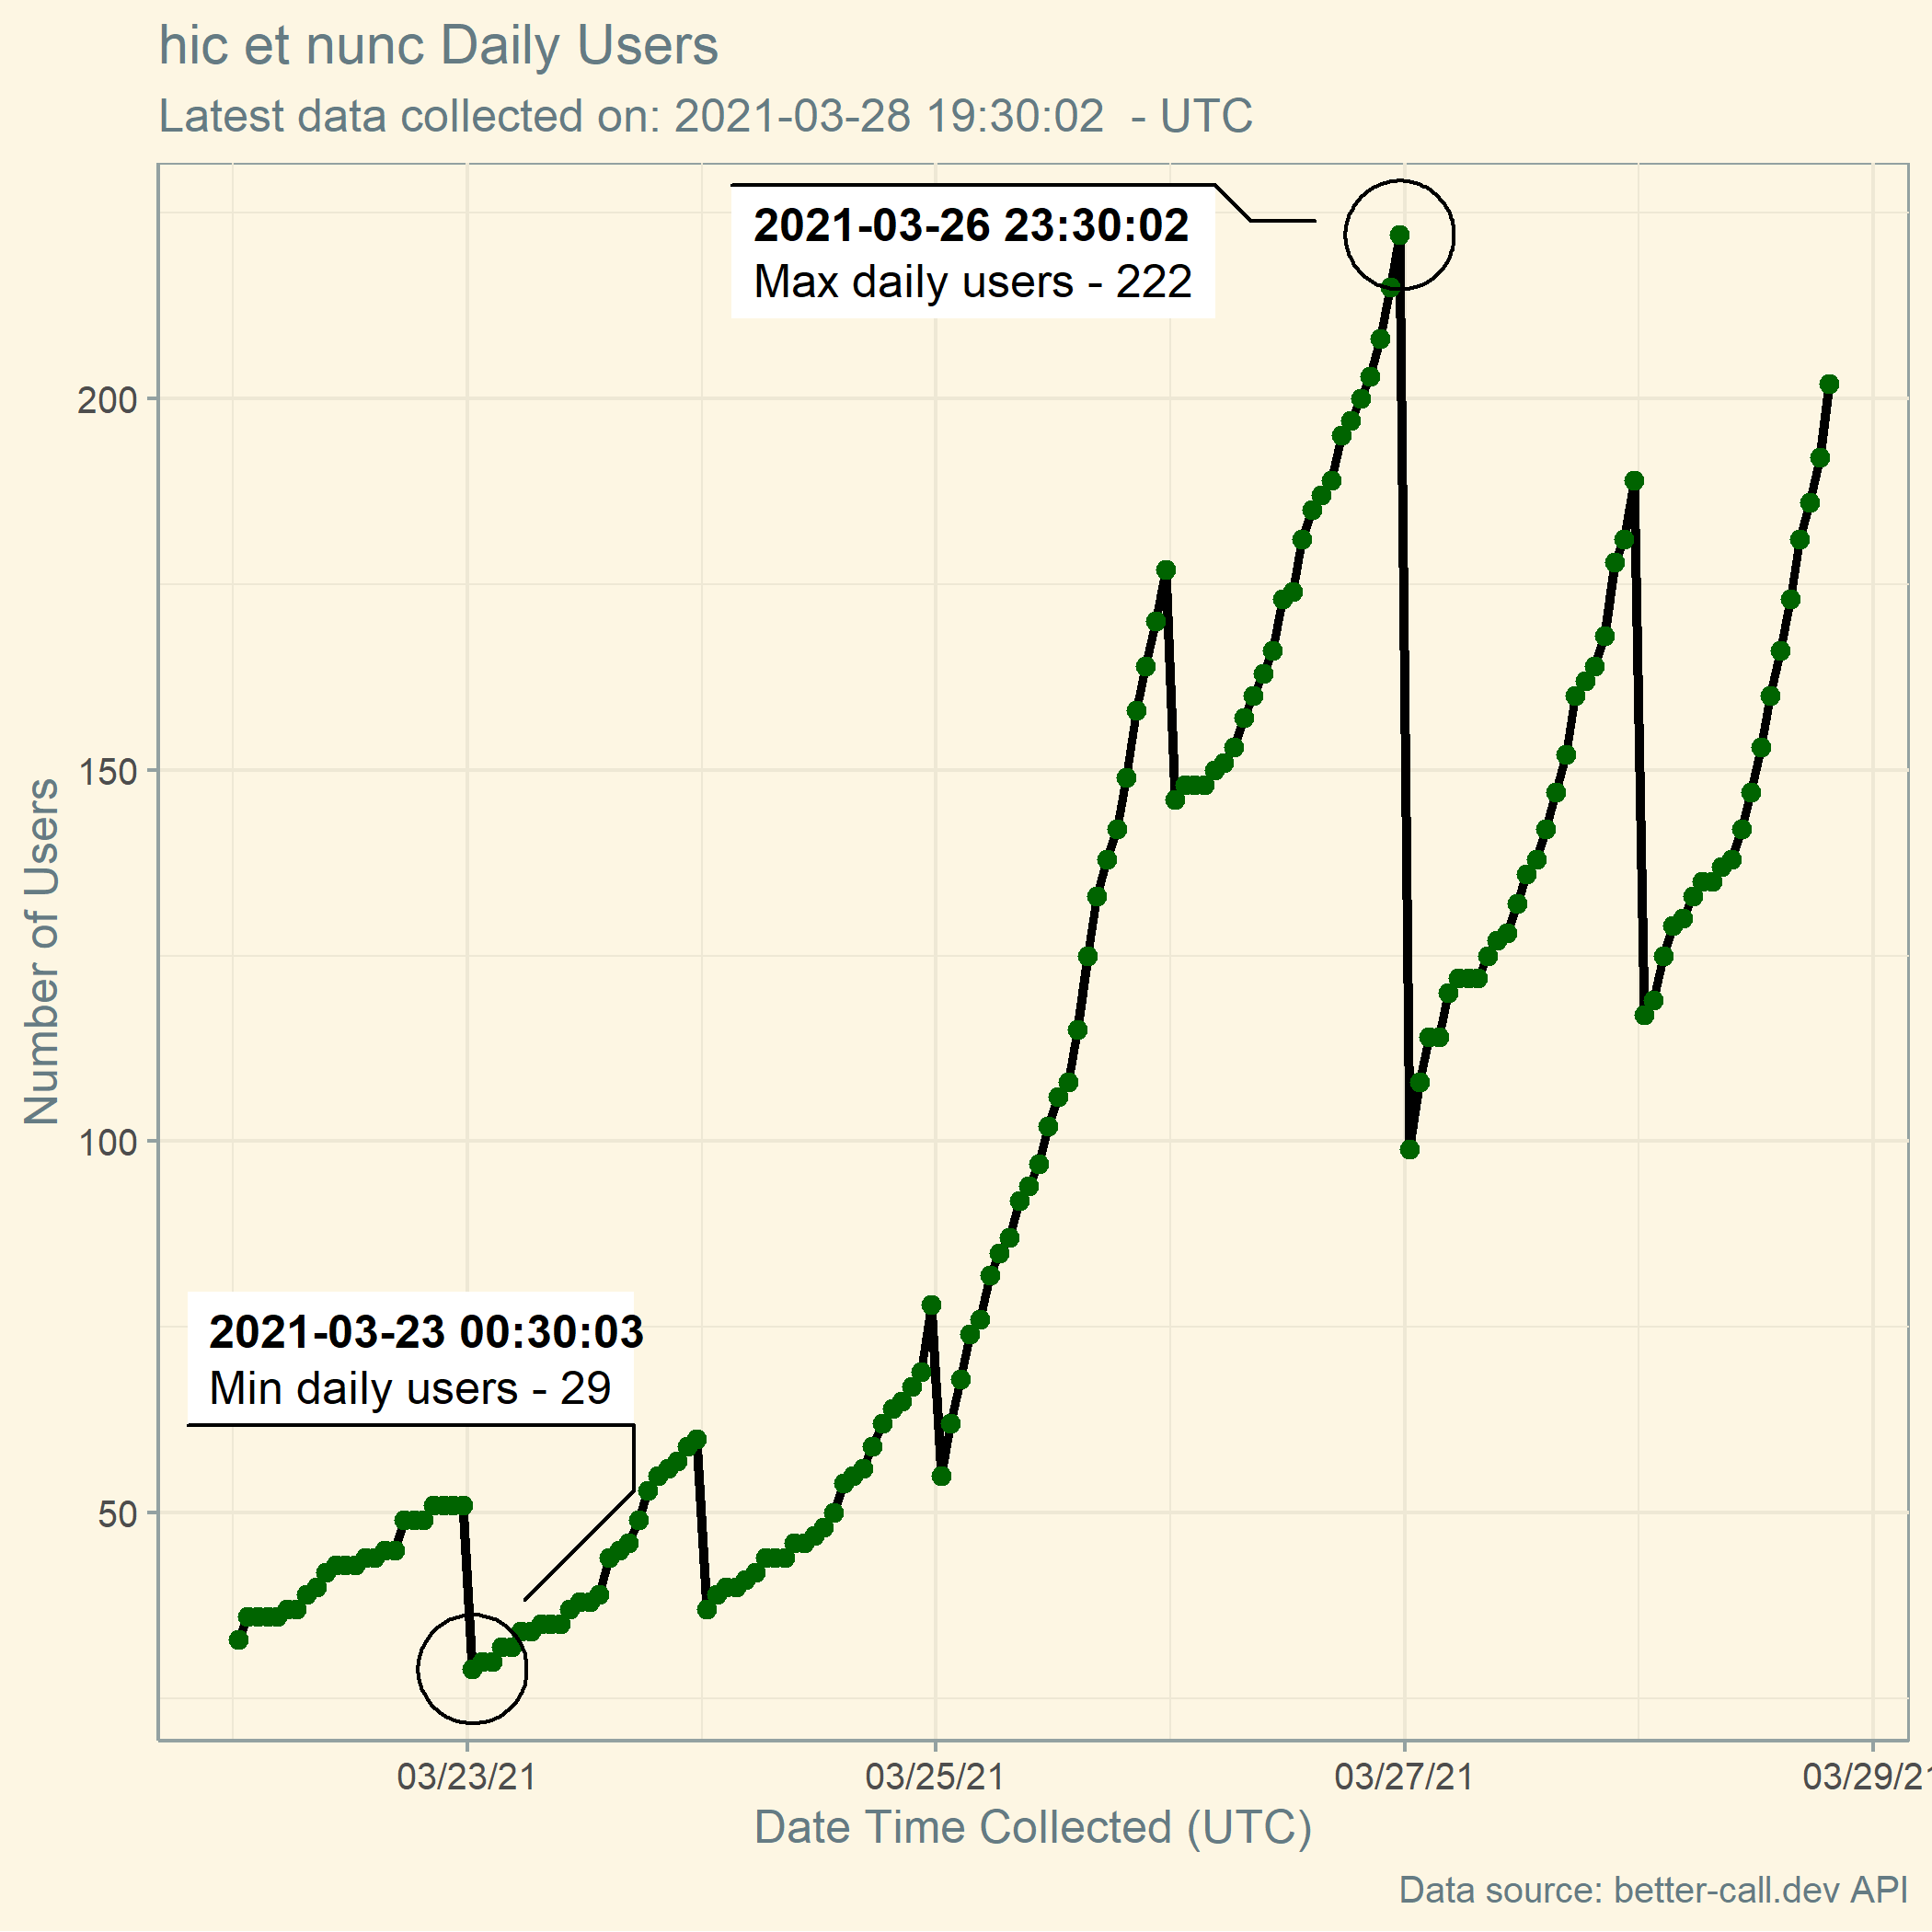 hic et nunc Daily Users
Latest data collected on: 2021-03-28 19:30:02  - UTC
2021-03-26 23:30:02
Max daily users - 222
200
150
100
50
Number of Users
2021-03-23 00:30:03
Min daily users - 29
03/23/21
03/25/21
03/27/21
03/29/21
Date Time Collected (UTC)
Data source: better-call.dev API